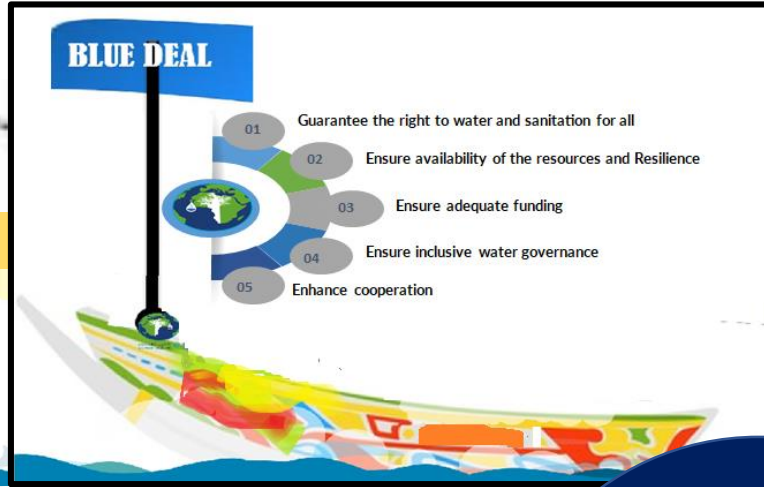 BLUE DEAL
01 Guarantee the right to water and sanitation for all
02 Ensure availability of the resources and Resilience
03 Ensure adequate funding
04 Ensure inclusive water governance
05 Enhance cooperation